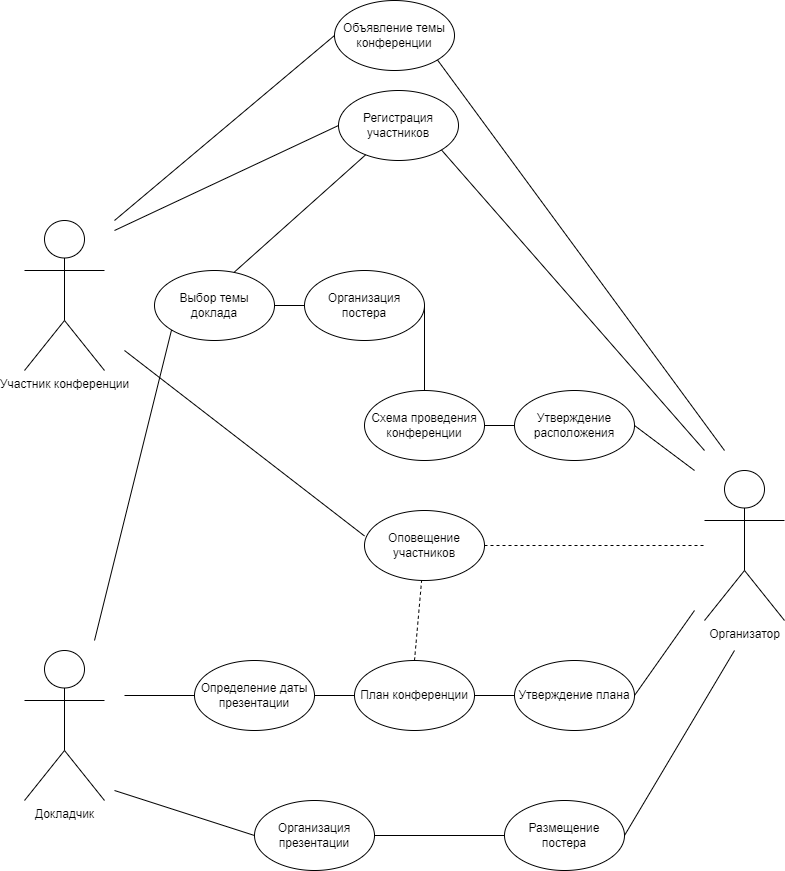 Объявление темы
конференции
Регистрация
участников
Выбор темы
доклада
Организация
постера
Участник конференции
Схема проведения
конференции
Утверждение
расположения
Оповещение
участников
Организатор
Определение даты
презентации
План конференции
Утверждение плана
Докладчик
Организация
презентации
Размещение
постера